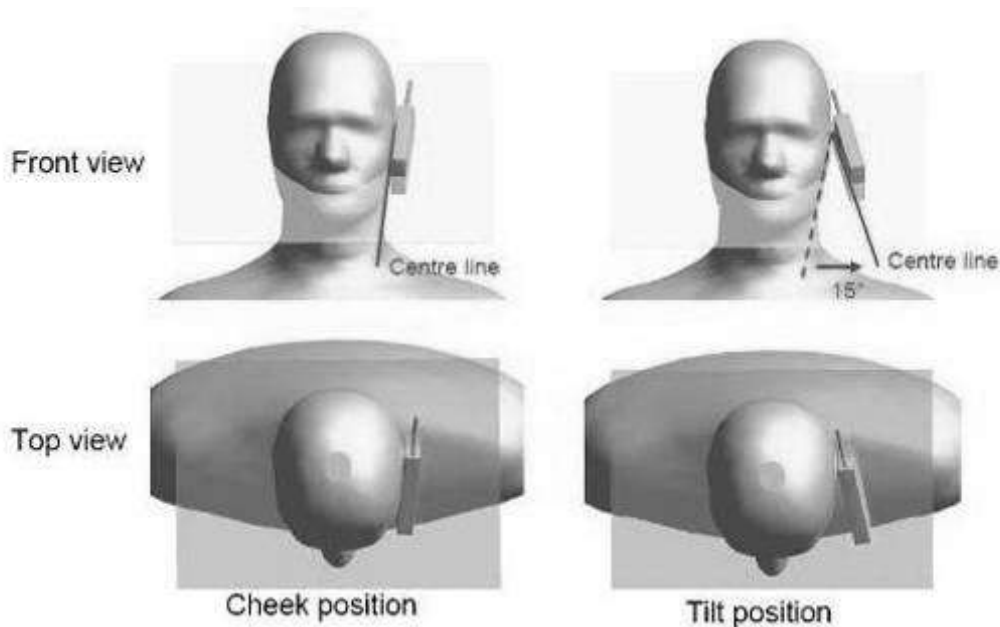 Front view
Centre line
Centre line
15°
Top view
Cheek position
Tilt position